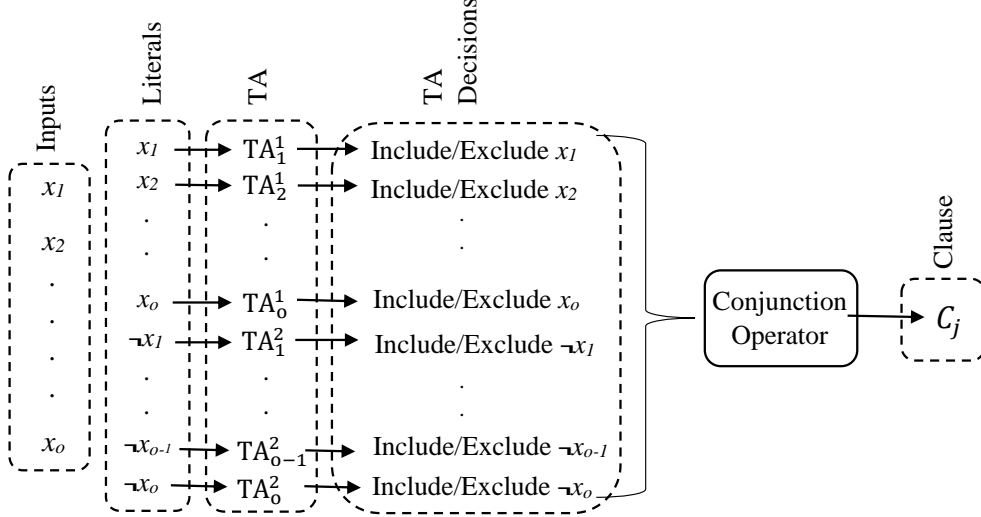 Inputs
Literals
TA
TA
Decisions
Clause
x₁
x₂
.
.
.
xₒ
x₁
x₂
.
.
xₒ
¬x₁
.
.
¬xₒ₋₁
¬xₒ
TA¹₁
TA¹₂
.
.
TA¹ₒ
TA²₁
.
.
TA²ₒ₋₁
TA²ₒ
Include/Exclude x₁
Include/Exclude x₂
.
.
Include/Exclude xₒ
Include/Exclude ¬x₁
.
.
Include/Exclude ¬xₒ₋₁
Include/Exclude ¬xₒ
Conjunction
Operator
Cⱼ